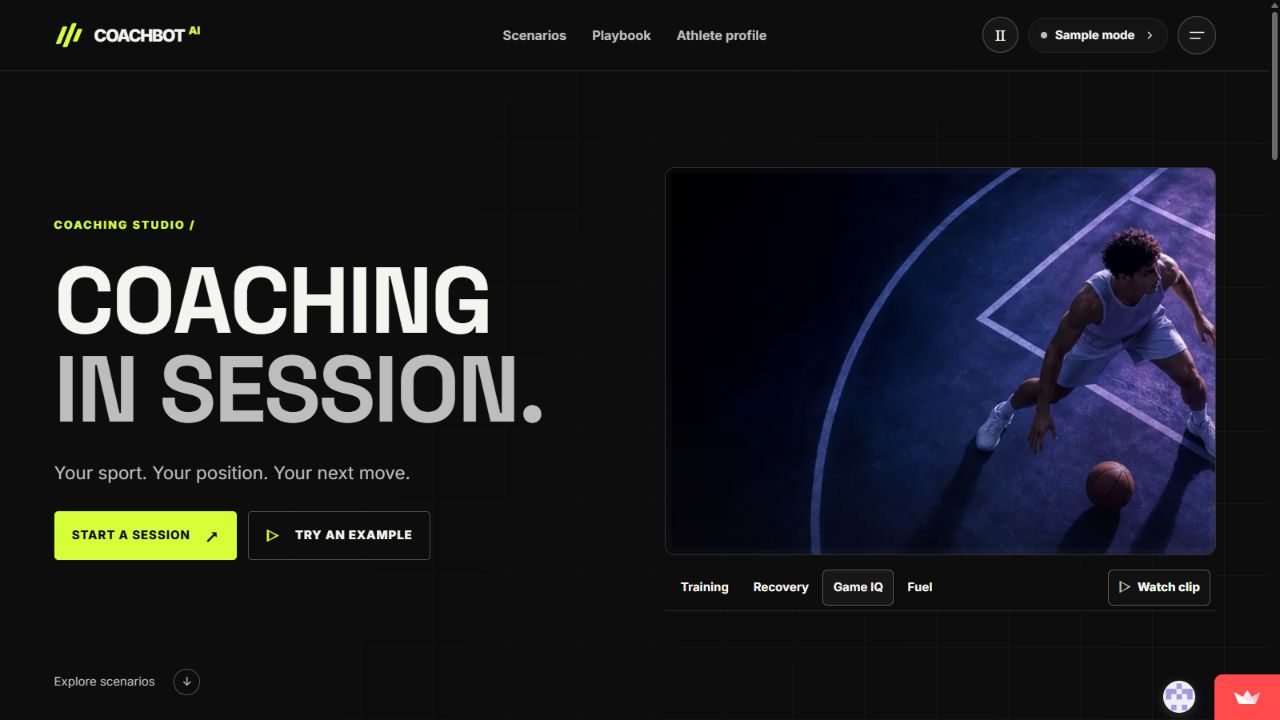 COACHBOT AI
Scenarios
Playbook
Athlete profile
Sample mode
COACHING STUDIO /
COACHING
IN SESSION.
Your sport. Your position. Your next move.
START A SESSION
TRY AN EXAMPLE
Training
Recovery
Game IQ
Fuel
Watch clip
Explore scenarios